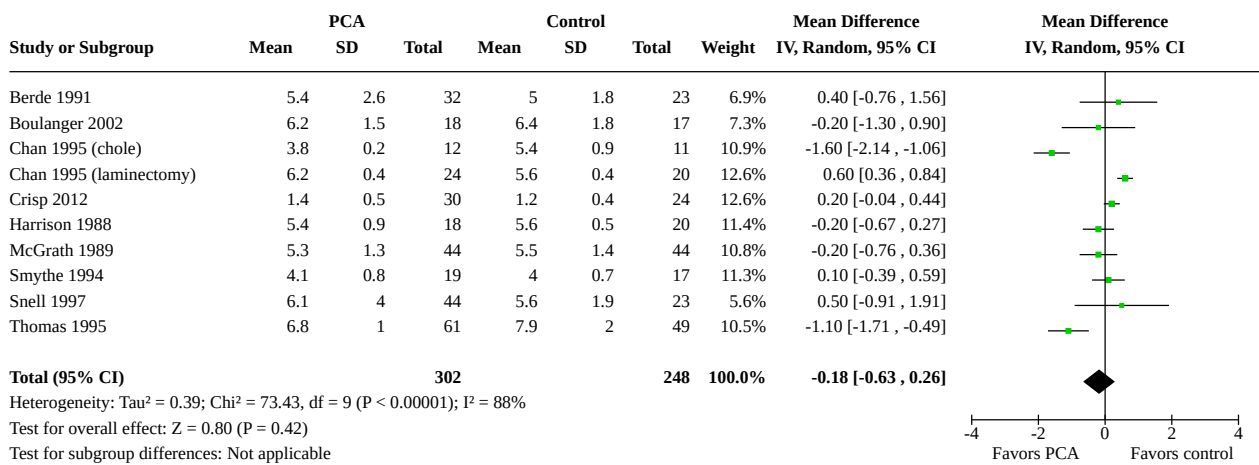 PCA Control Mean Difference Mean Difference
Study or Subgroup Mean SD Total Mean SD Total Weight IV, Random, 95% CI IV, Random, 95% CI
Berde 1991 5.4 2.6 32 5 1.8 23 6.9% 0.40 [-0.76 , 1.56]
Boulanger 2002 6.2 1.5 18 6.4 1.8 17 7.3% -0.20 [-1.30 , 0.90]
Chan 1995 (chole) 3.8 0.2 12 5.4 0.9 11 10.9% -1.60 [-2.14 , -1.06]
Chan 1995 (laminectomy) 6.2 0.4 24 5.6 0.4 20 12.6% 0.60 [0.36 , 0.84]
Crisp 2012 1.4 0.5 30 1.2 0.4 24 12.6% 0.20 [-0.04 , 0.44]
Harrison 1988 5.4 0.9 18 5.6 0.5 20 11.4% -0.20 [-0.67 , 0.27]
McGrath 1989 5.3 1.3 44 5.5 1.4 44 10.8% -0.20 [-0.76 , 0.36]
Smythe 1994 4.1 0.8 19 4 0.7 17 11.3% 0.10 [-0.39 , 0.59]
Snell 1997 6.1 4 44 5.6 1.9 23 5.6% 0.50 [-0.91 , 1.91]
Thomas 1995 6.8 1 61 7.9 2 49 10.5% -1.10 [-1.71 , -0.49]
Total (95% CI) 302 248 100.0% -0.18 [-0.63 , 0.26]
Heterogeneity: Tau² = 0.39; Chi² = 73.43, df = 9 (P < 0.00001); I² = 88%
Test for overall effect: Z = 0.80 (P = 0.42)
Test for subgroup differences: Not applicable
-4 -2 0 2 4
Favors PCA Favors control